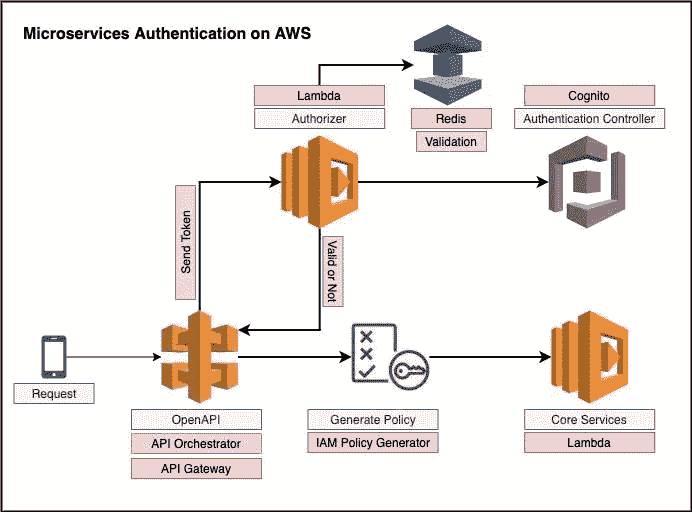 Microservices Authentication on AWS
Lambda
Authorizer
Redis
Validation
Cognito
Authentication Controller
Send Token
Valid or Not
Request
OpenAPI
API Orchestrator
API Gateway
Generate Policy
IAM Policy Generator
Core Services
Lambda